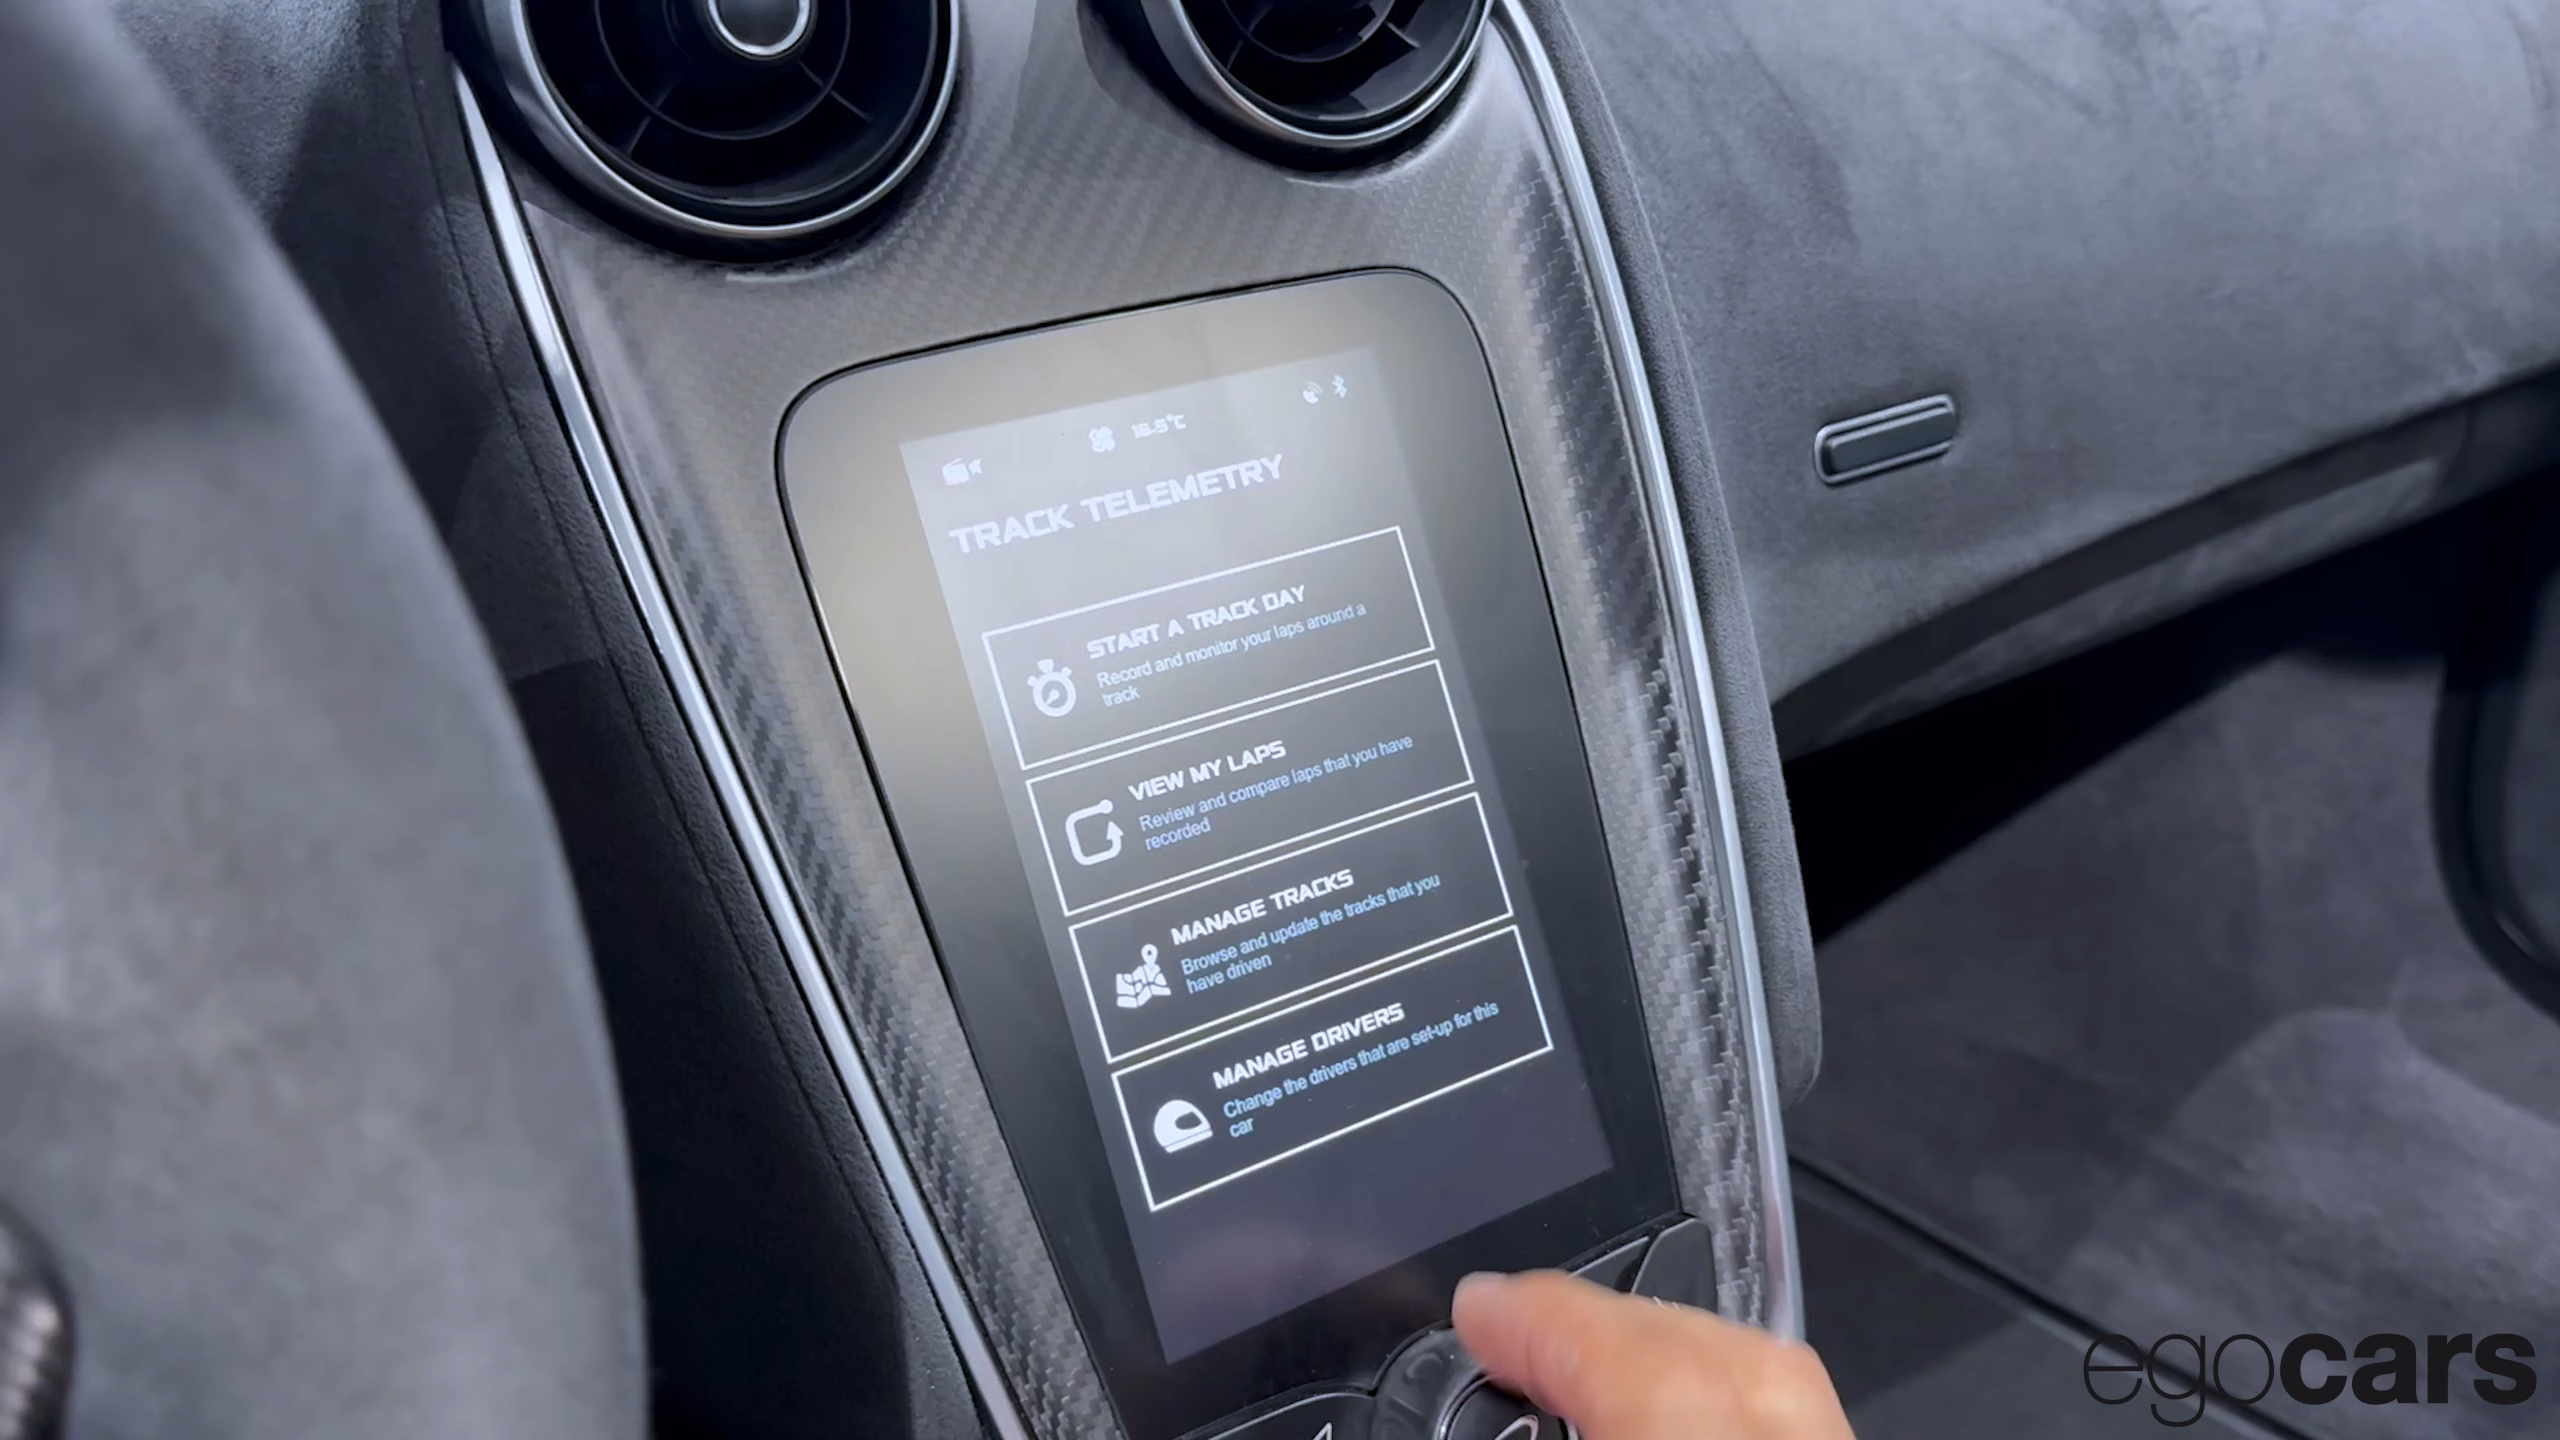 16.5°C
TRACK TELEMETRY
START A TRACK DAY
Record and monitor your laps around a
track
VIEW MY LAPS
Review and compare laps that you have
recorded
MANAGE TRACKS
Browse and update the tracks that you
have driven
MANAGE DRIVERS
Change the drivers that are set-up for this
car
egocars